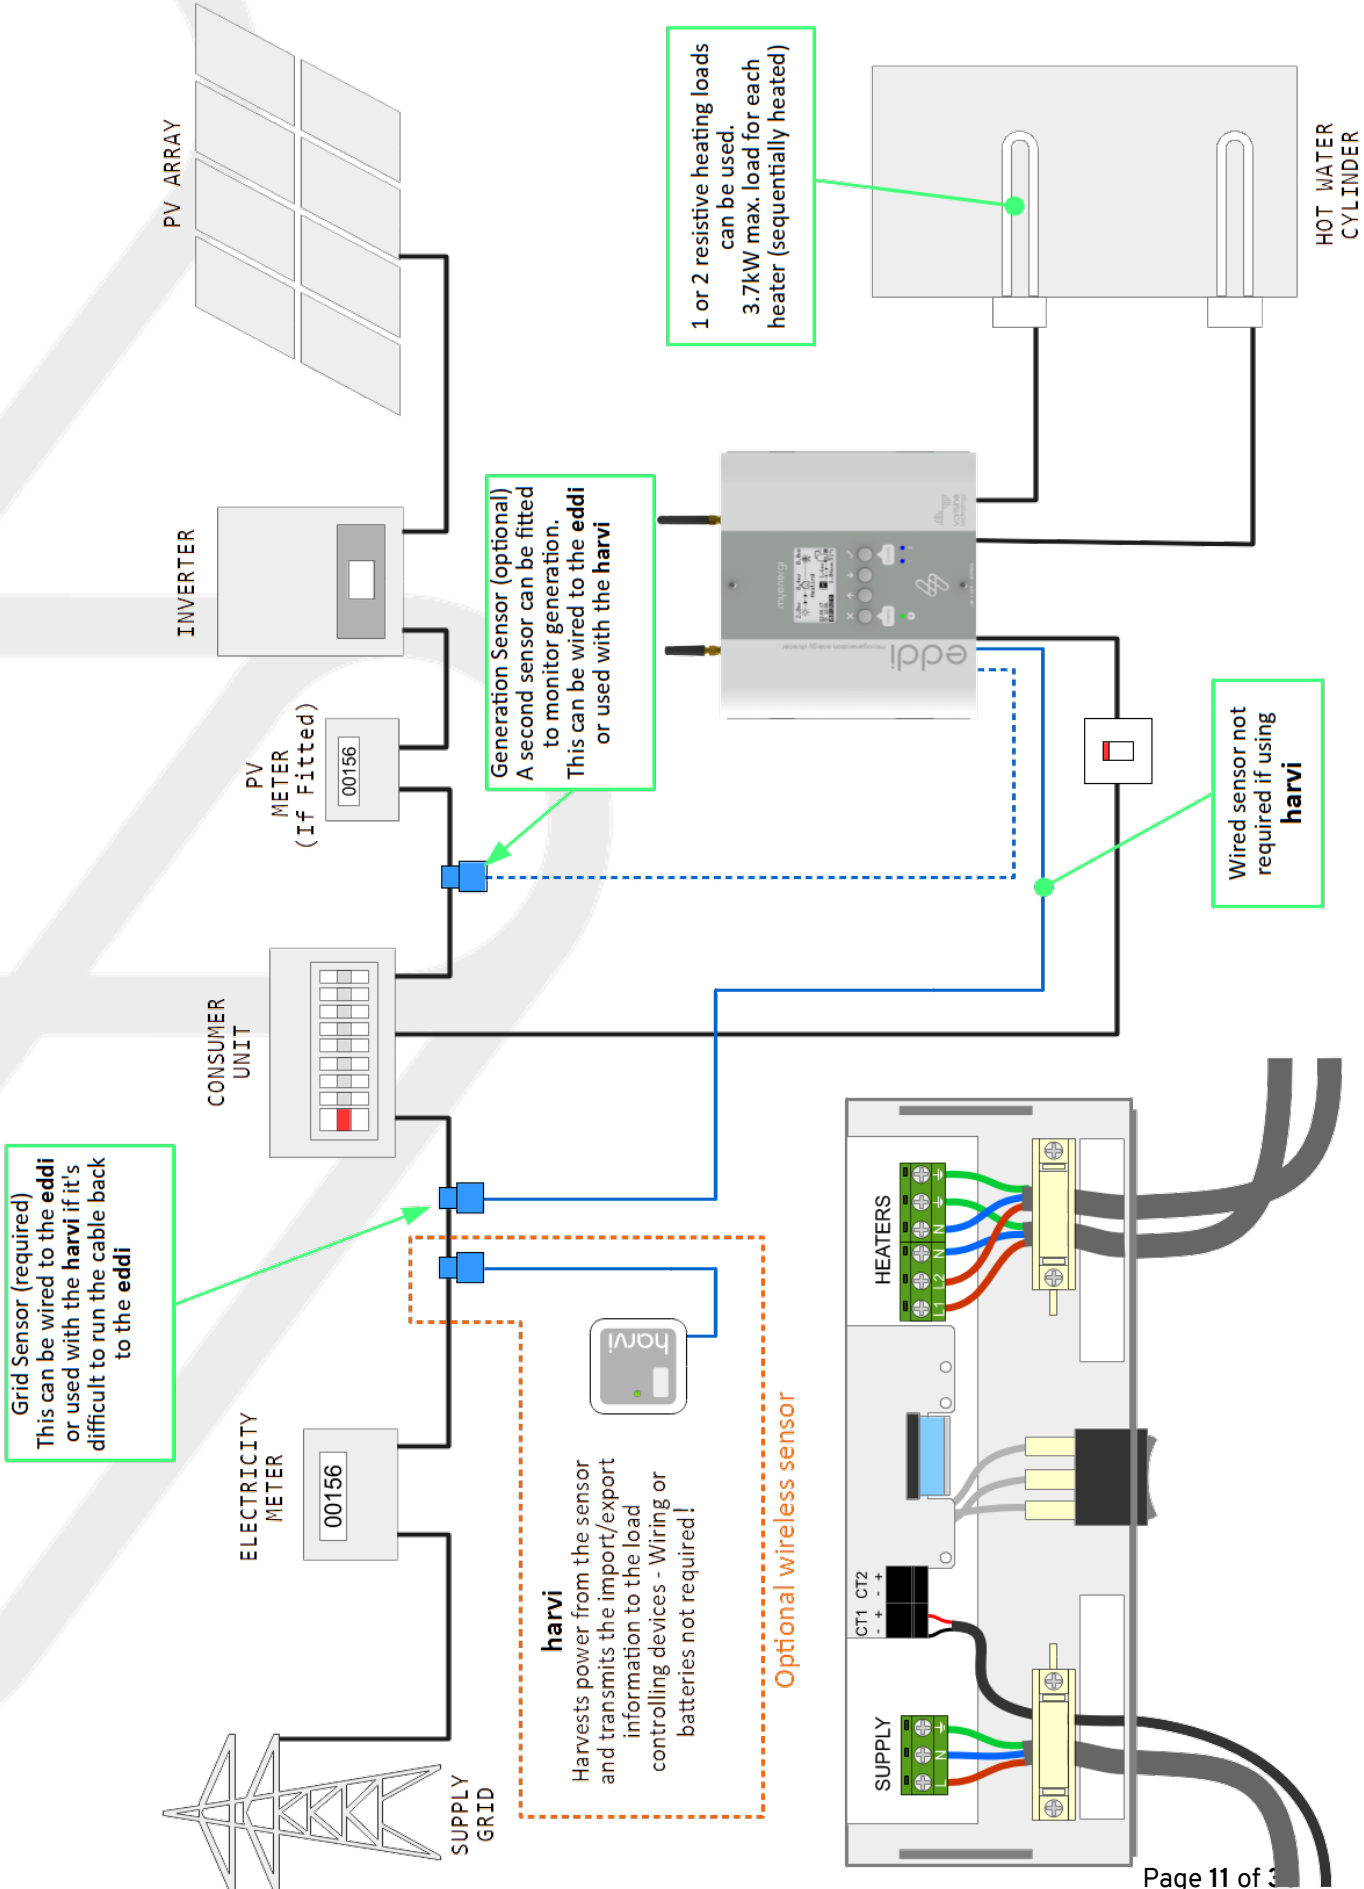 SUPPLY
GRID
ELECTRICITY
METER
00156
Grid Sensor (required)
This can be wired to the eddi
or used with the harvi if it's
difficult to run the cable back
to the eddi
CONSUMER
UNIT
PV
METER
(If Fitted)
00156
INVERTER
PV ARRAY
Generation Sensor (optional)
A second sensor can be fitted
to monitor generation.
This can be wired to the eddi
or used with the harvi
1 or 2 resistive heating loads
can be used.
3.7kW max. load for each
heater (sequentially heated)
HOT WATER
CYLINDER
myenergi
eddi
microgeneration energy diverter
Wired sensor not
required if using
harvi
harvi
harvi
Harvests power from the sensor
and transmits the import/export
information to the load
controlling devices - Wiring or
batteries not required!
Optional wireless sensor
SUPPLY
L N
CT1 CT2
- + - +
HEATERS
L1 L2 N N
Page 11 of 3